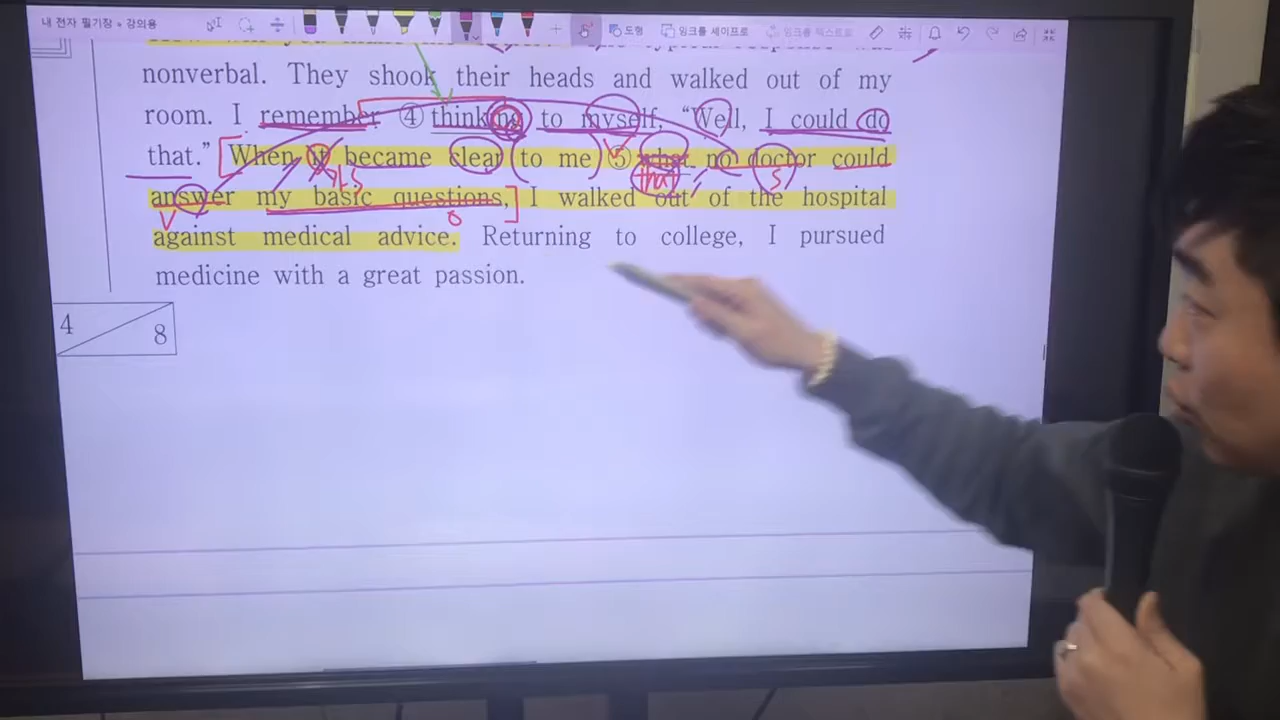 내 전자 필기장 » 강의용
도형
잉크를 셰이프로
잉크를 텍스트로
nonverbal. They shook their heads and walked out of my
room. I remember ④ thinking to myself, “Well, I could do
that.” When it became clear (to me) ⑤ what no doctor could
that
S
answer my basic questions, I walked out of the hospital
V
o
against medical advice. Returning to college, I pursued
medicine with a great passion.
4
8